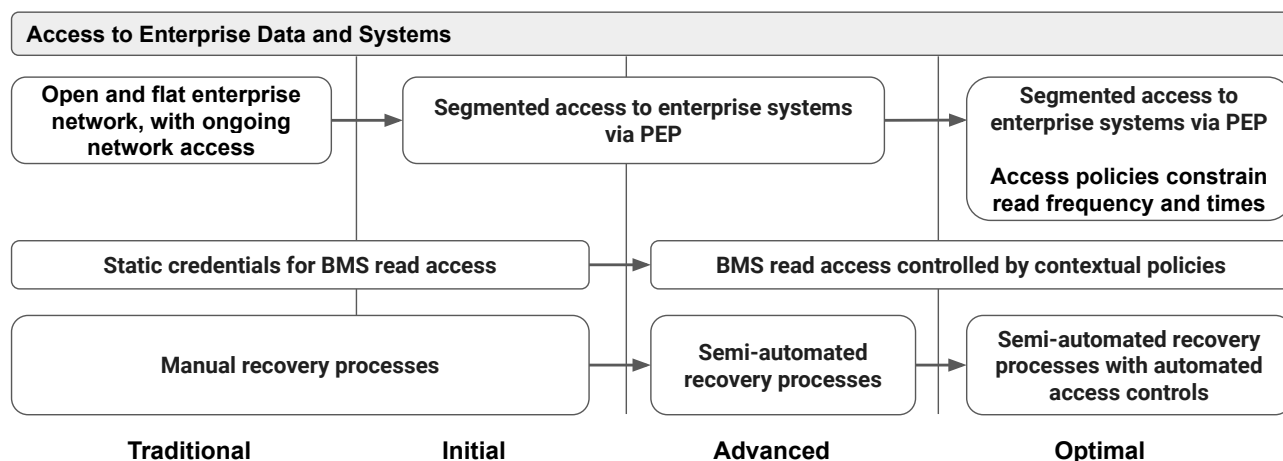 Access to Enterprise Data and Systems
Open and flat enterprise
network, with ongoing
network access
Segmented access to enterprise systems
via PEP
Segmented access to
enterprise systems via PEP
Access policies constrain
read frequency and times
Static credentials for BMS read access
BMS read access controlled by contextual policies
Manual recovery processes
Semi-automated
recovery processes
Semi-automated recovery
processes with automated
access controls
Traditional
Initial
Advanced
Optimal